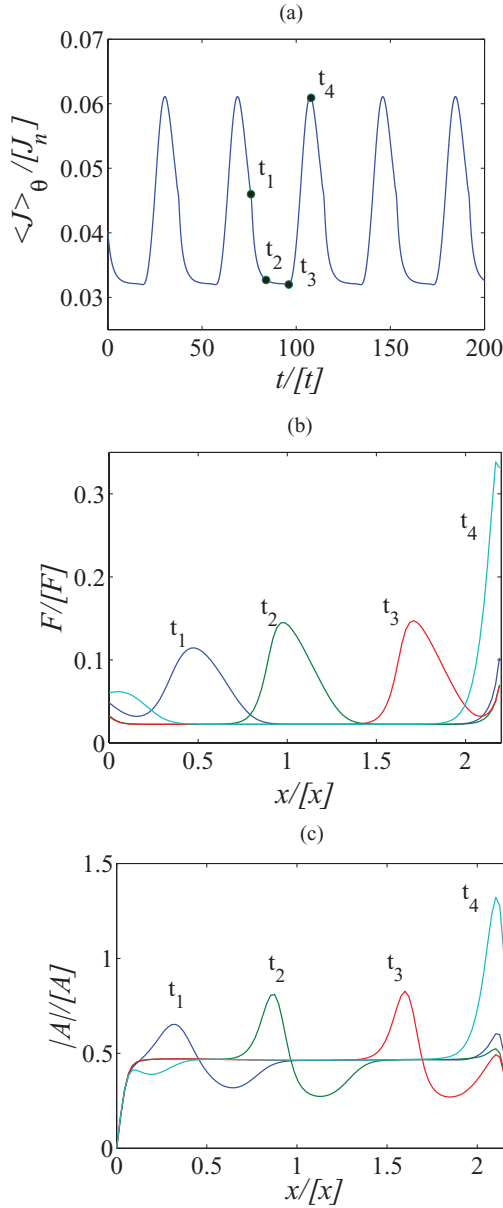 (a)
0.07
0.06
0.05
0.04
0.03
<J>θ/[Jn]
t4
t1
t2
t3
0 50 100 150 200
t/[t]
(b)
0.3
0.2
0.1
0
F/[F]
t1
t2
t3
t4
0 0.5 1 1.5 2
x/[x]
(c)
1.5
1
0.5
0
|A|/[A]
t1
t2
t3
t4
0 0.5 1 1.5 2
x/[x]